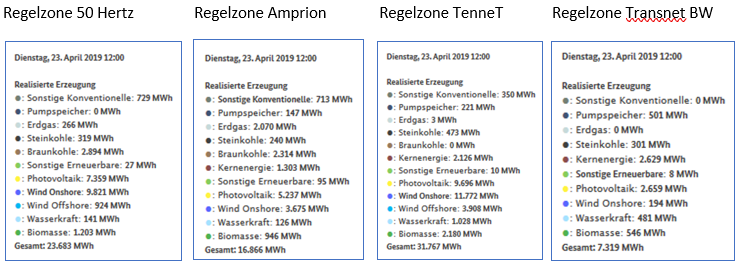 Regelzone 50 Hertz
Dienstag, 23. April 2019 12:00
Realisierte Erzeugung
: Sonstige Konventionelle: 729 MWh
: Pumpspeicher: 0 MWh
: Erdgas: 266 MWh
: Steinkohle: 319 MWh
: Braunkohle: 2.894 MWh
: Sonstige Erneuerbare: 27 MWh
: Photovoltaik: 7.359 MWh
: Wind Onshore: 9.821 MWh
: Wind Offshore: 924 MWh
: Wasserkraft: 141 MWh
: Biomasse: 1.203 MWh
Gesamt: 23.683 MWh
Regelzone Amprion
Dienstag, 23. April 2019 12:00
Realisierte Erzeugung
: Sonstige Konventionelle: 713 MWh
: Pumpspeicher: 147 MWh
: Erdgas: 2.070 MWh
: Steinkohle: 240 MWh
: Braunkohle: 2.314 MWh
: Kernenergie: 1.303 MWh
: Sonstige Erneuerbare: 95 MWh
: Photovoltaik: 5.237 MWh
: Wind Onshore: 3.675 MWh
: Wasserkraft: 126 MWh
: Biomasse: 946 MWh
Gesamt: 16.866 MWh
Regelzone TenneT
Dienstag, 23. April 2019 12:00
Realisierte Erzeugung
: Sonstige Konventionelle: 350 MWh
: Pumpspeicher: 221 MWh
: Erdgas: 3 MWh
: Steinkohle: 473 MWh
: Braunkohle: 0 MWh
: Kernenergie: 2.126 MWh
: Sonstige Erneuerbare: 10 MWh
: Photovoltaik: 9.696 MWh
: Wind Onshore: 11.772 MWh
: Wind Offshore: 3.908 MWh
: Wasserkraft: 1.028 MWh
: Biomasse: 2.180 MWh
Gesamt: 31.767 MWh
Regelzone Transnet BW
Dienstag, 23. April 2019 12:00
Realisierte Erzeugung
: Sonstige Konventionelle: 0 MWh
: Pumpspeicher: 501 MWh
: Erdgas: 0 MWh
: Steinkohle: 301 MWh
: Kernenergie: 2.629 MWh
: Sonstige Erneuerbare: 8 MWh
: Photovoltaik: 2.659 MWh
: Wind Onshore: 194 MWh
: Wasserkraft: 481 MWh
: Biomasse: 546 MWh
Gesamt: 7.319 MWh